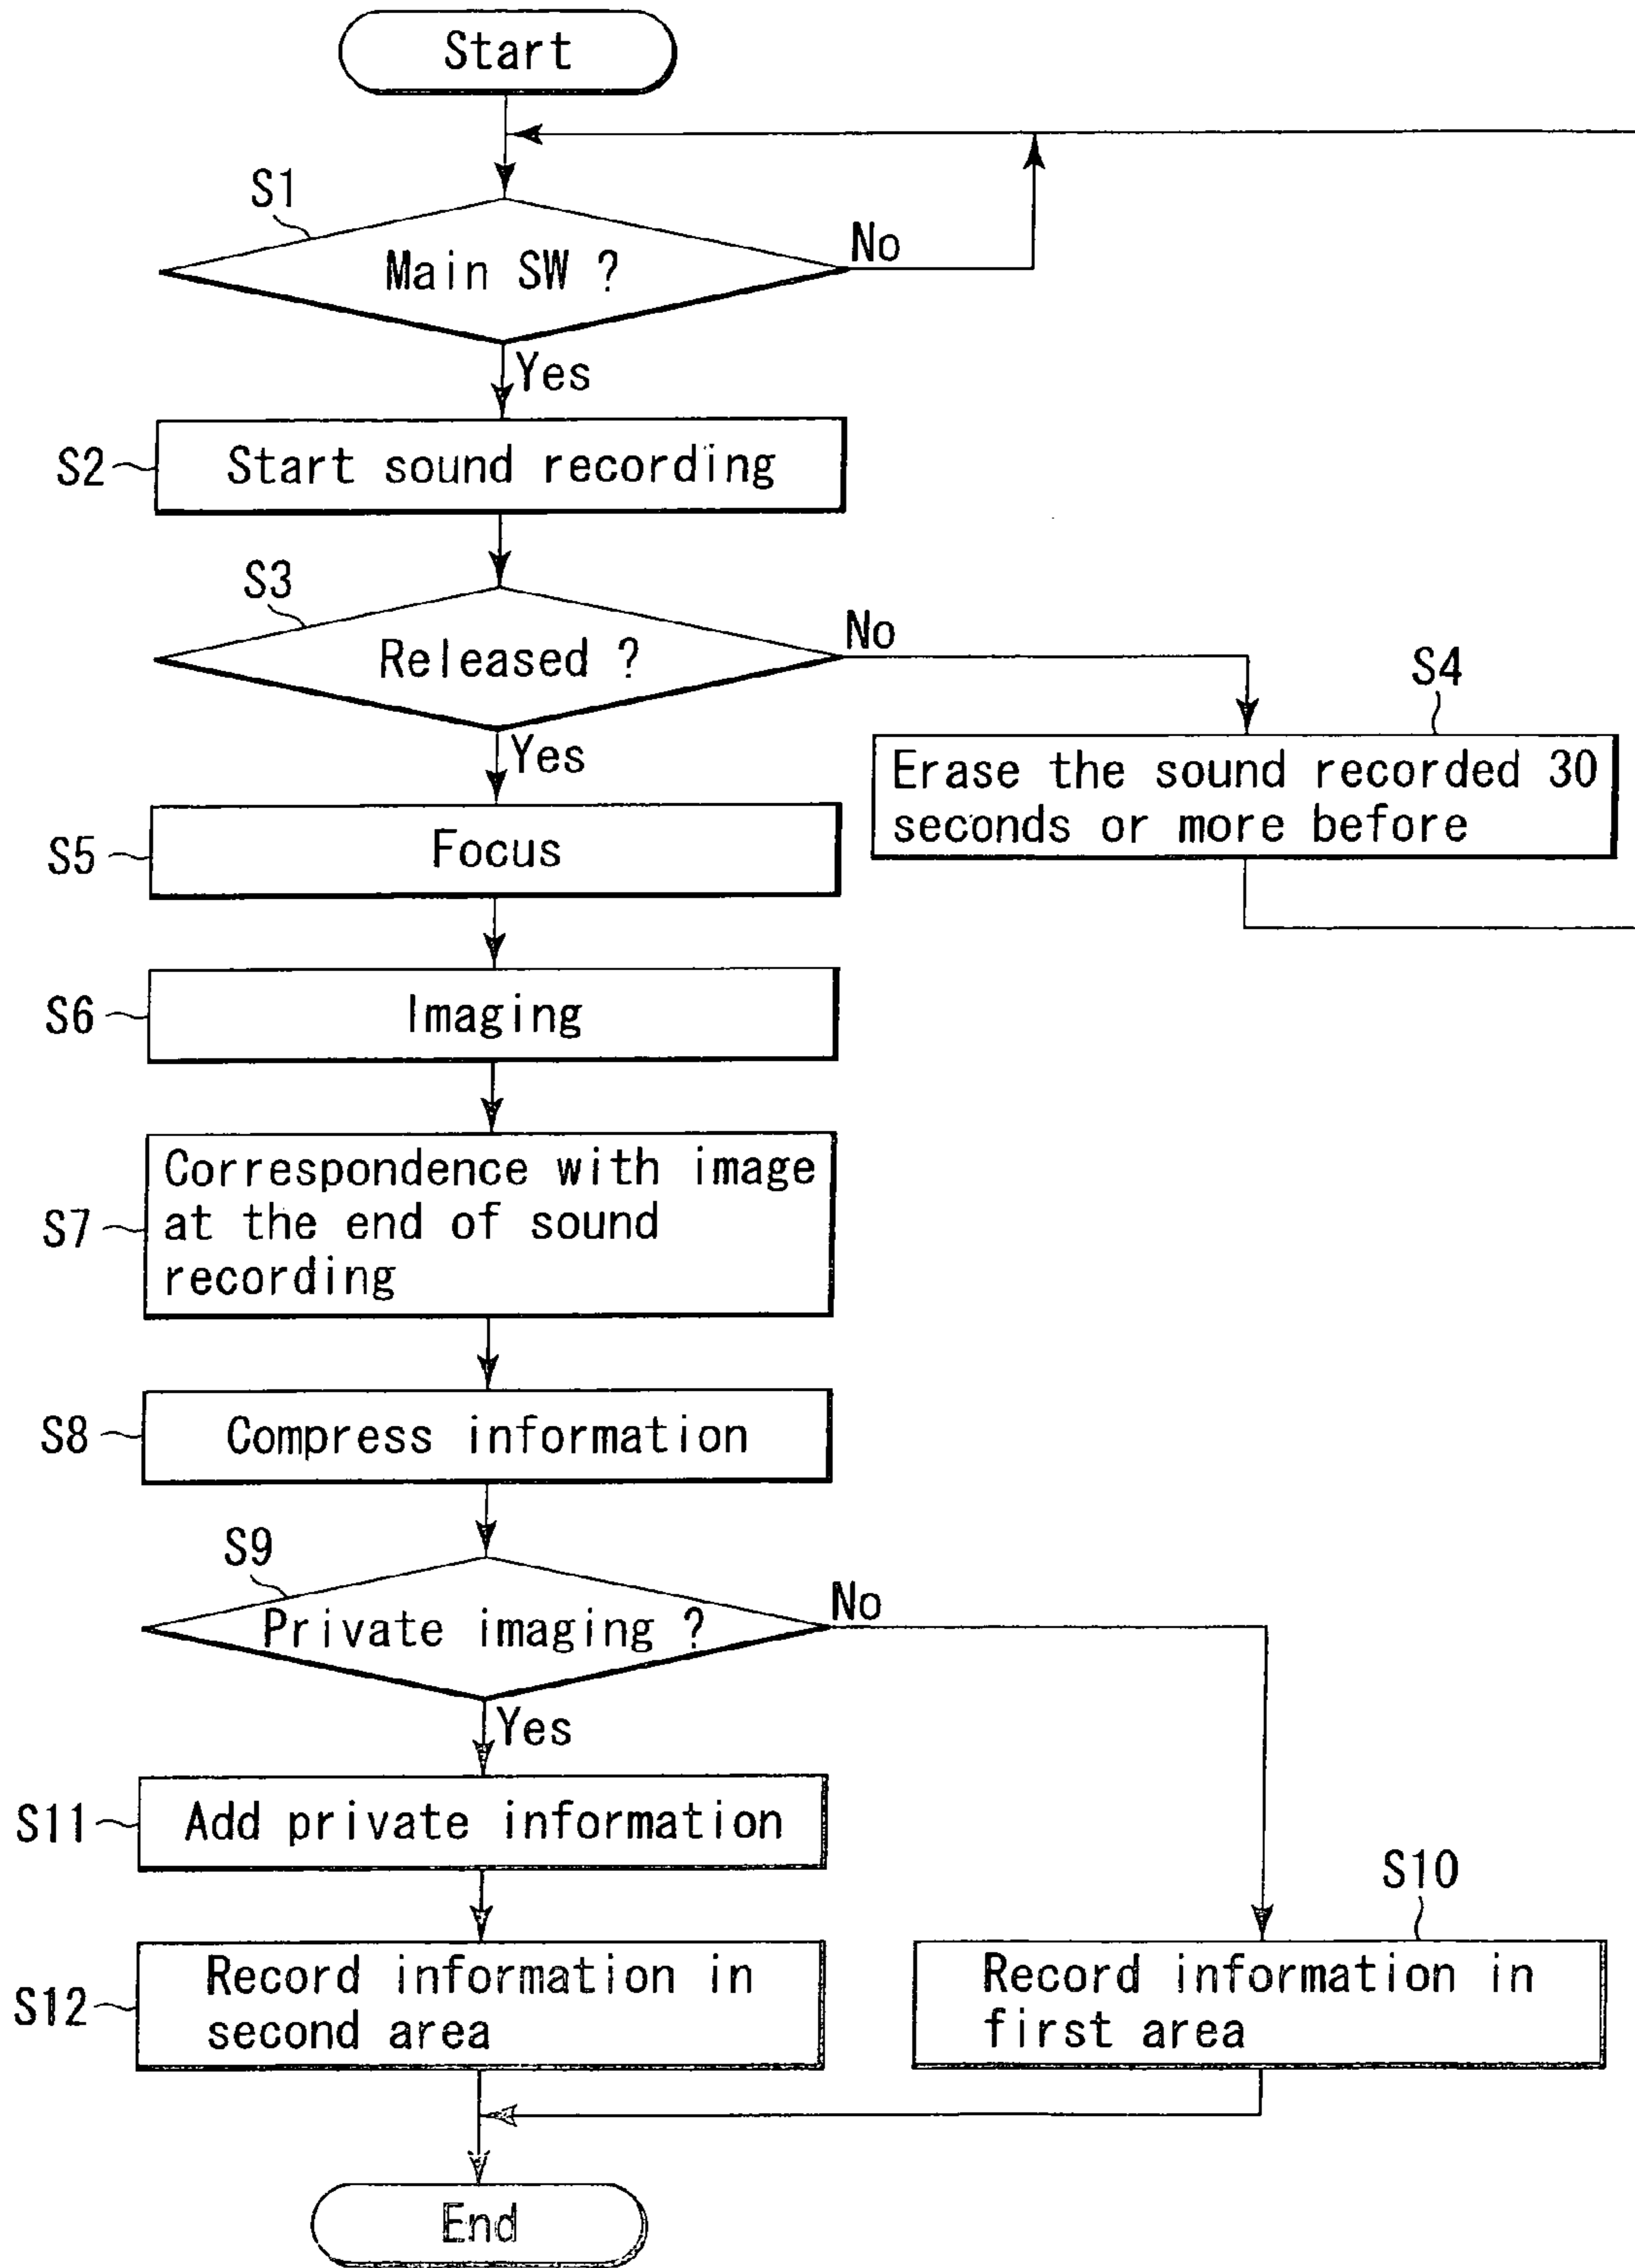 Start
S1
Main SW ?
No
Yes
S2
Start sound recording
S3
Released ?
No
Yes
S4
Erase the sound recorded 30
seconds or more before
S5
Focus
S6
Imaging
S7
Correspondence with image
at the end of sound
recording
S8
Compress information
S9
Private imaging ?
No
Yes
S11
Add private information
S10
S12
Record information in
second area
Record information in
first area
End